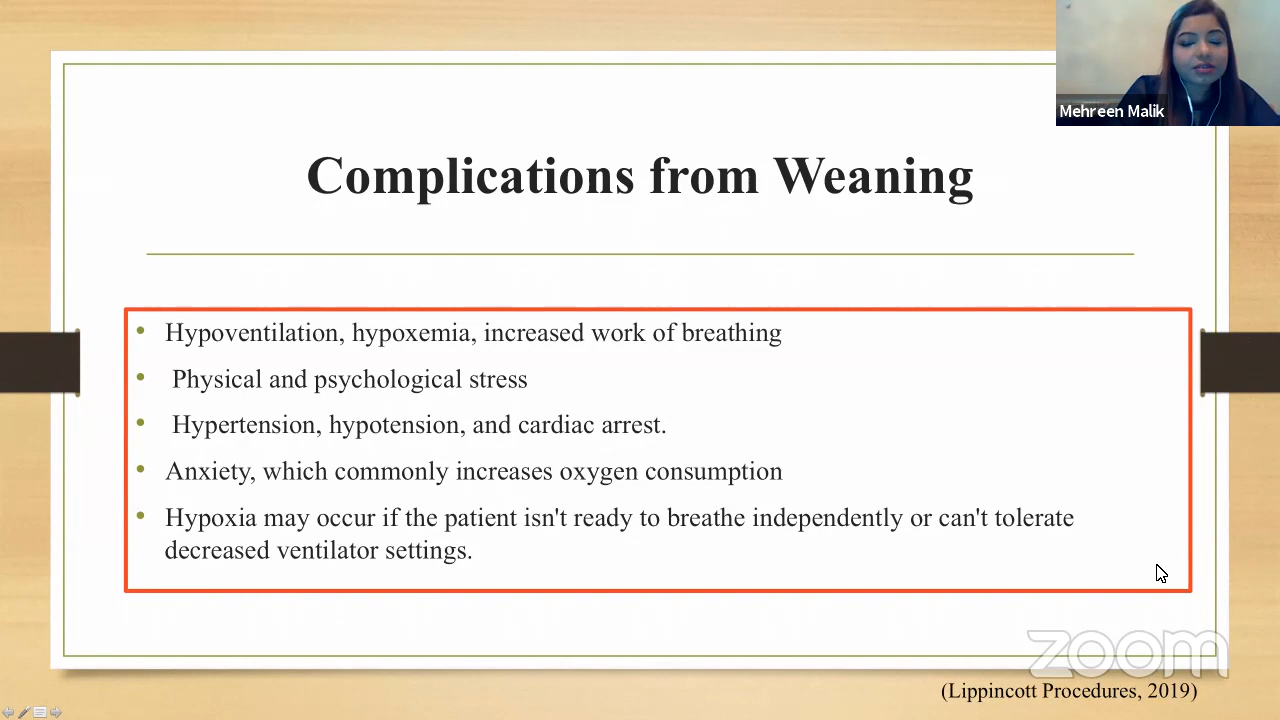 Mehreen Malik
Complications from Weaning
• Hypoventilation, hypoxemia, increased work of breathing
• Physical and psychological stress
• Hypertension, hypotension, and cardiac arrest.
• Anxiety, which commonly increases oxygen consumption
• Hypoxia may occur if the patient isn't ready to breathe independently or can't tolerate
decreased ventilator settings.
zoom
(Lippincott Procedures, 2019)